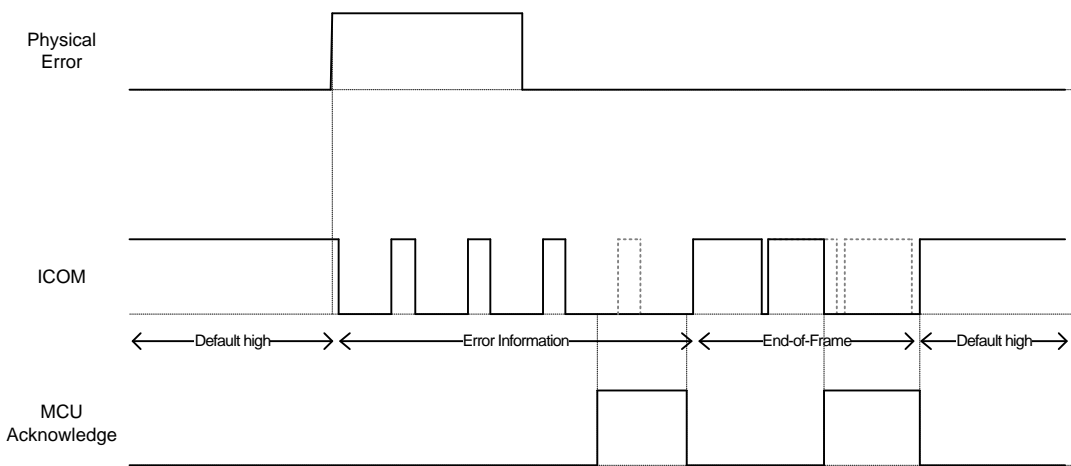 Physical
Error
ICOM
Default high
Error Information
End-of-Frame
Default high
MCU
Acknowledge